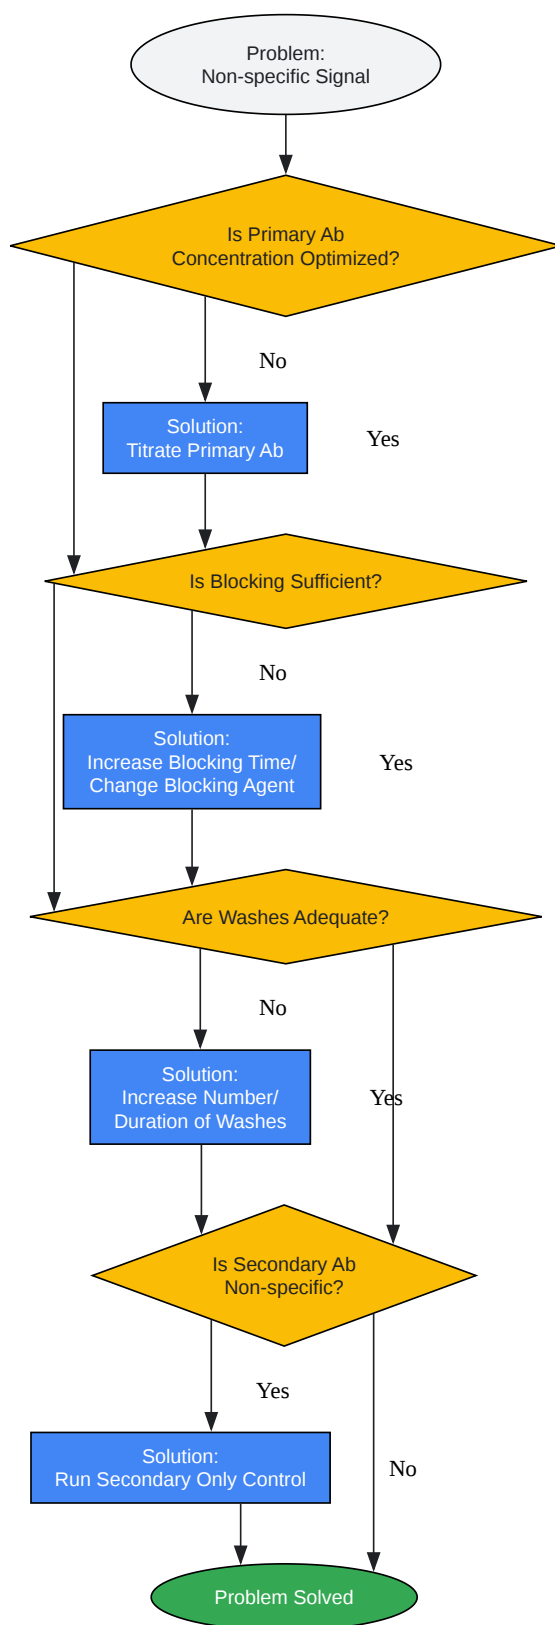 Problem:
Non-specific Signal
Is Primary Ab
Concentration Optimized?
No
Solution:
Titrate Primary Ab
Yes
Is Blocking Sufficient?
No
Solution:
Increase Blocking Time/
Change Blocking Agent
Yes
Are Washes Adequate?
No
Solution:
Increase Number/
Duration of Washes
Yes
Is Secondary Ab
Non-specific?
Yes
Solution:
Run Secondary Only Control
No
Problem Solved